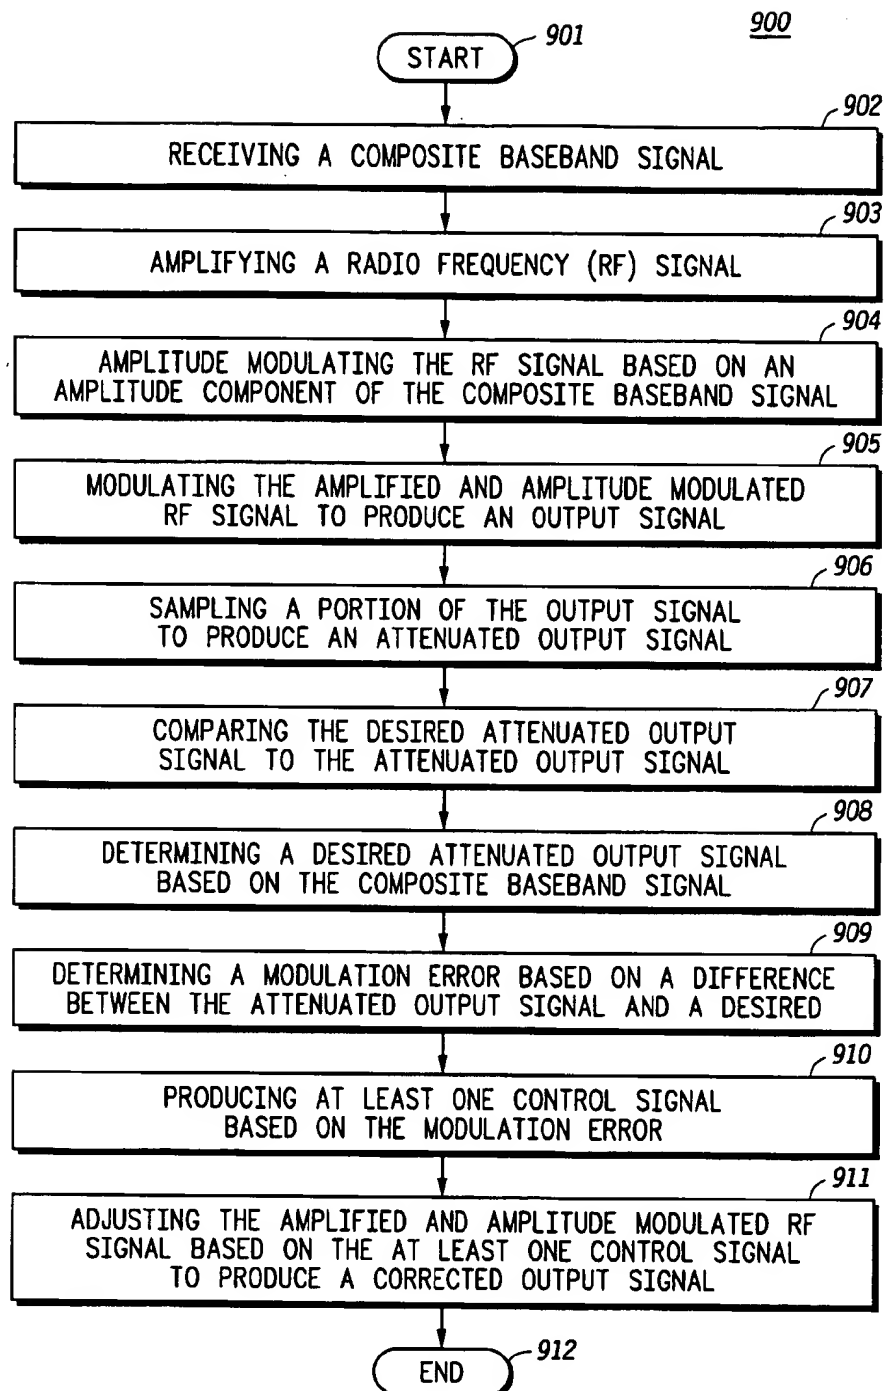 900
START
901
902
RECEIVING A COMPOSITE BASEBAND SIGNAL
903
AMPLIFYING A RADIO FREQUENCY (RF) SIGNAL
904
AMPLITUDE MODULATING THE RF SIGNAL BASED ON AN
AMPLITUDE COMPONENT OF THE COMPOSITE BASEBAND SIGNAL
905
MODULATING THE AMPLIFIED AND AMPLITUDE MODULATED
RF SIGNAL TO PRODUCE AN OUTPUT SIGNAL
906
SAMPLING A PORTION OF THE OUTPUT SIGNAL
TO PRODUCE AN ATTENUATED OUTPUT SIGNAL
907
COMPARING THE DESIRED ATTENUATED OUTPUT
SIGNAL TO THE ATTENUATED OUTPUT SIGNAL
908
DETERMINING A DESIRED ATTENUATED OUTPUT SIGNAL
BASED ON THE COMPOSITE BASEBAND SIGNAL
909
DETERMINING A MODULATION ERROR BASED ON A DIFFERENCE
BETWEEN THE ATTENUATED OUTPUT SIGNAL AND A DESIRED
910
PRODUCING AT LEAST ONE CONTROL SIGNAL
BASED ON THE MODULATION ERROR
911
ADJUSTING THE AMPLIFIED AND AMPLITUDE MODULATED RF
SIGNAL BASED ON THE AT LEAST ONE CONTROL SIGNAL
TO PRODUCE A CORRECTED OUTPUT SIGNAL
END
912